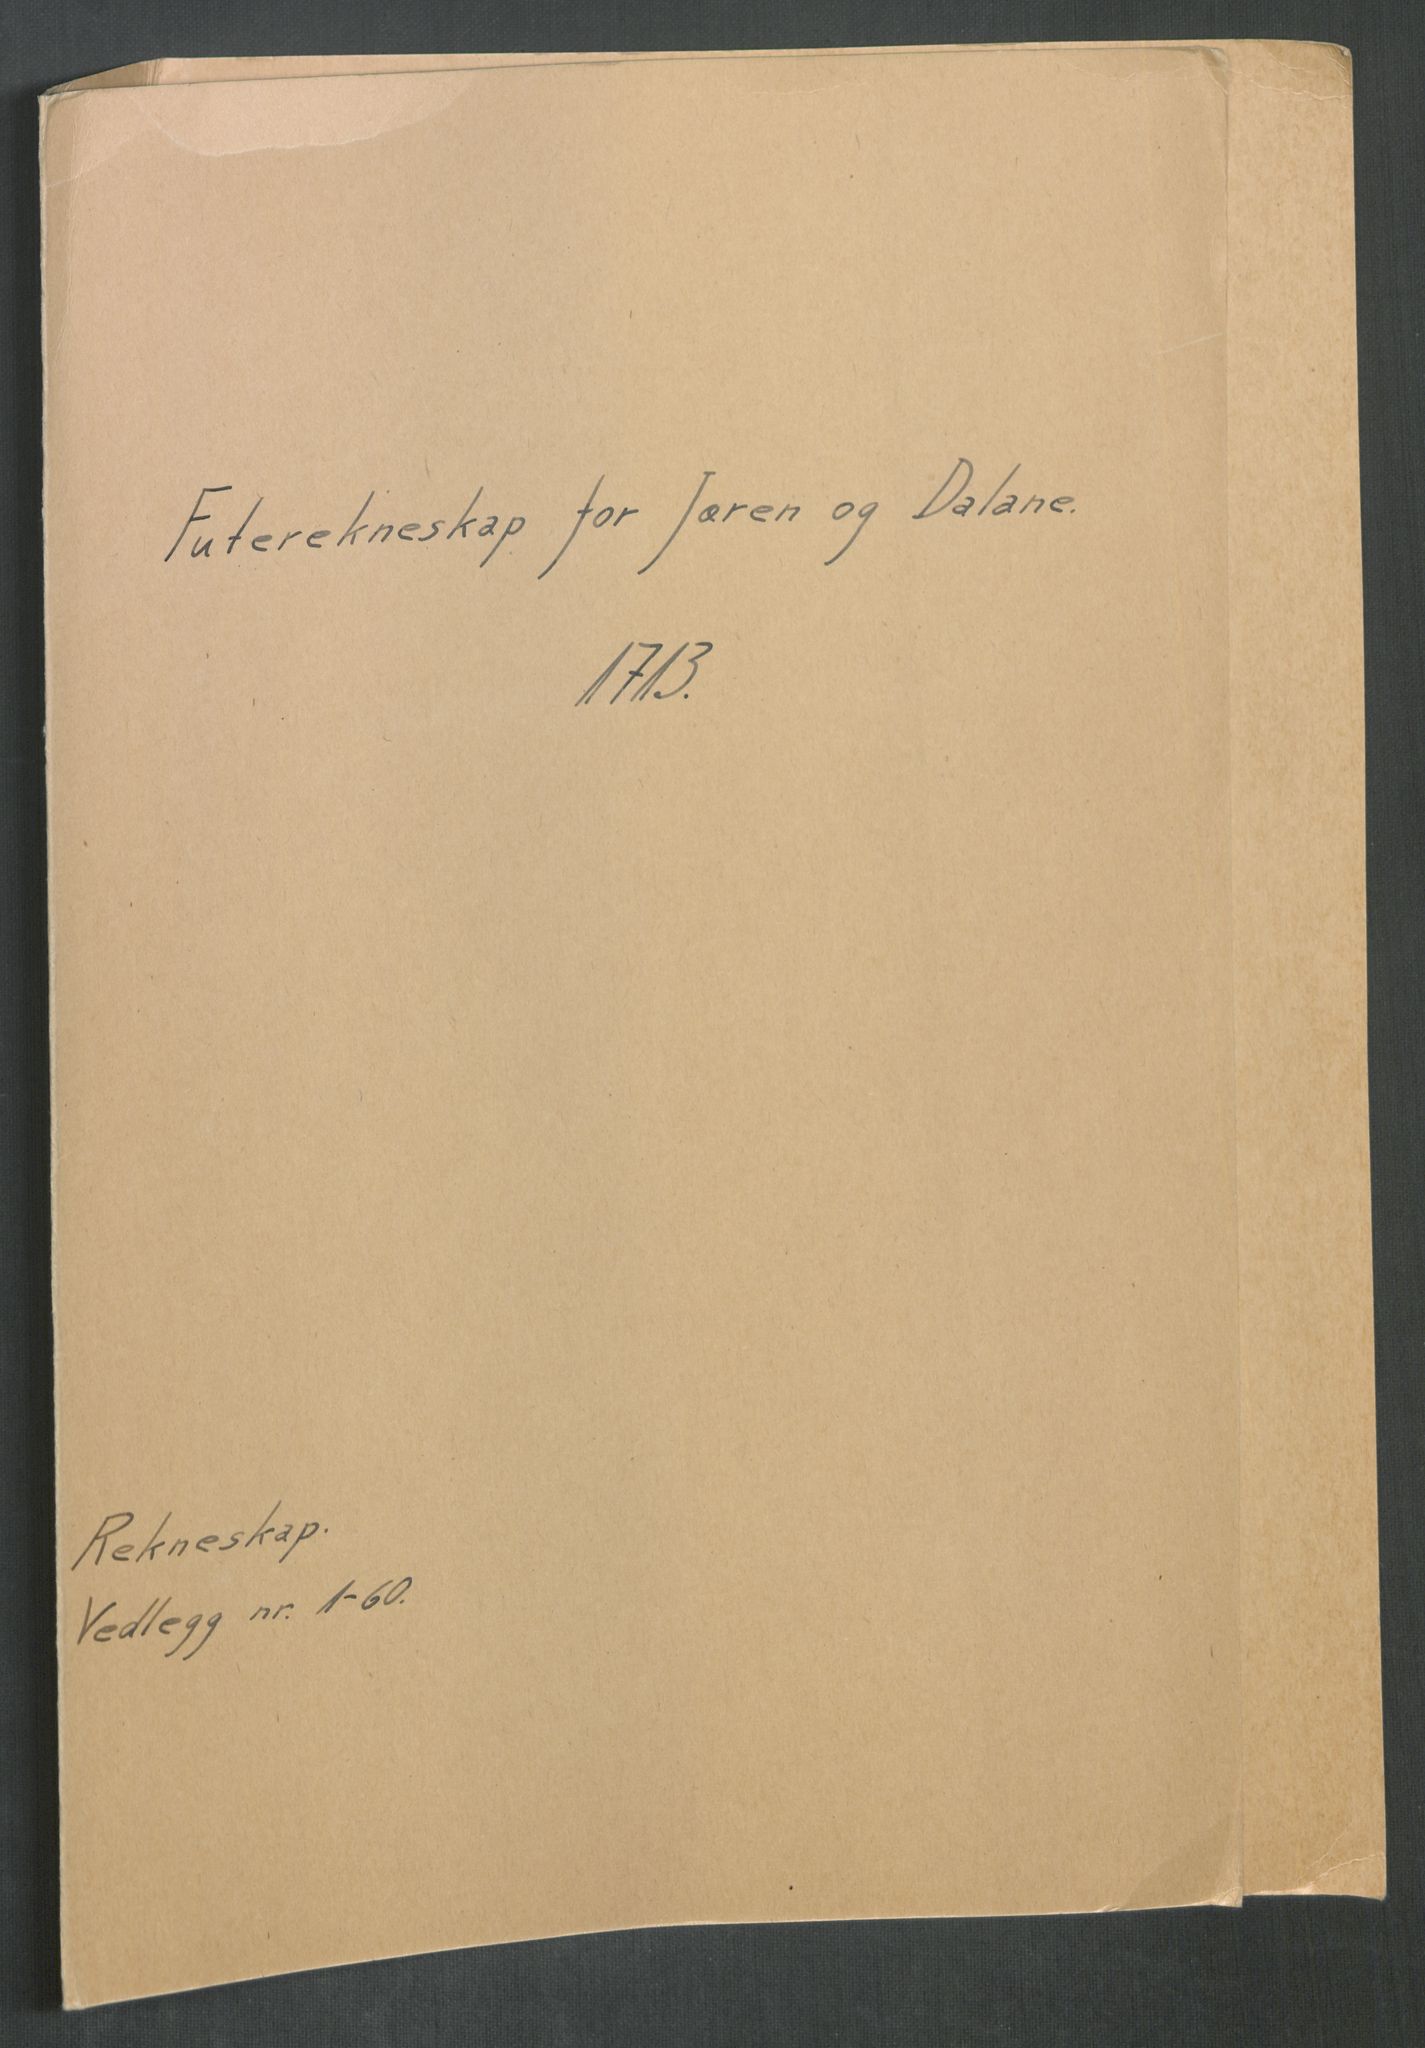 Futerekneskap for Jæren og Dalane.
1713.
Rekneskap.
Vedlegg nr. 1-60.